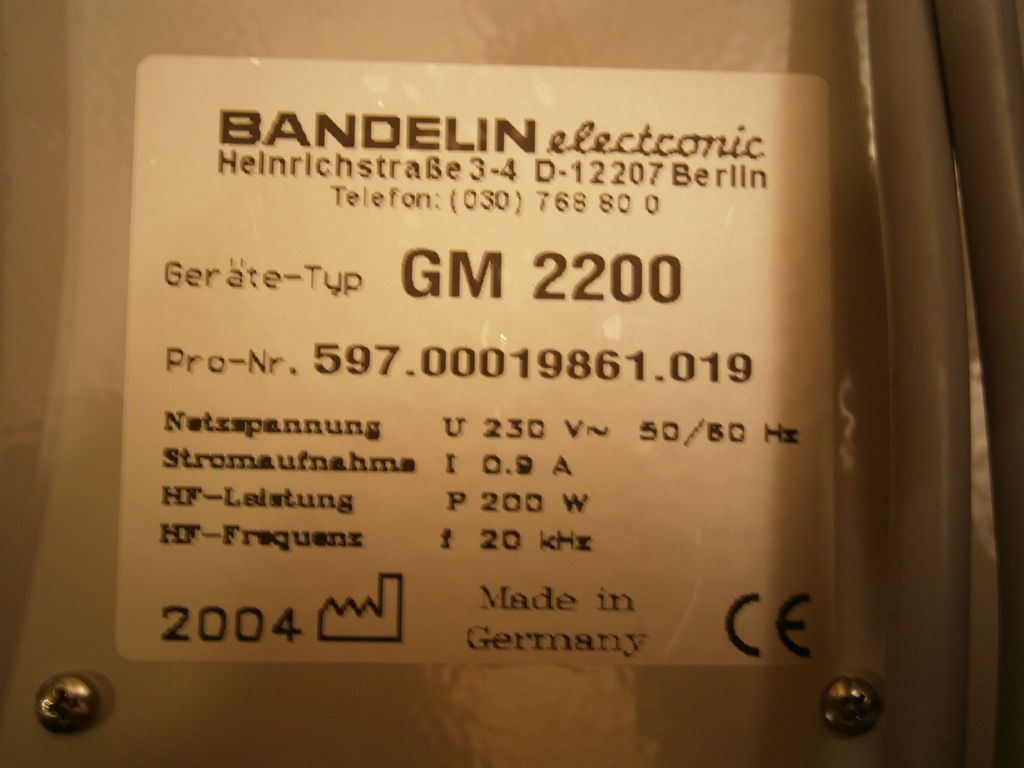 BANDELIN electronic
Heinrichstraße 3-4 D-12207 Berlin
Telefon: (030) 768 80 0
Geräte-Typ GM 2200
Pro-Nr. 597.00019861.019
Netzspannung U 230 V~ 50/60 Hz
Stromaufnahme I 0.9 A
HF-Leistung P 200 W
HF-Frequenz f 20 kHz
2004 Made in
Germany CE